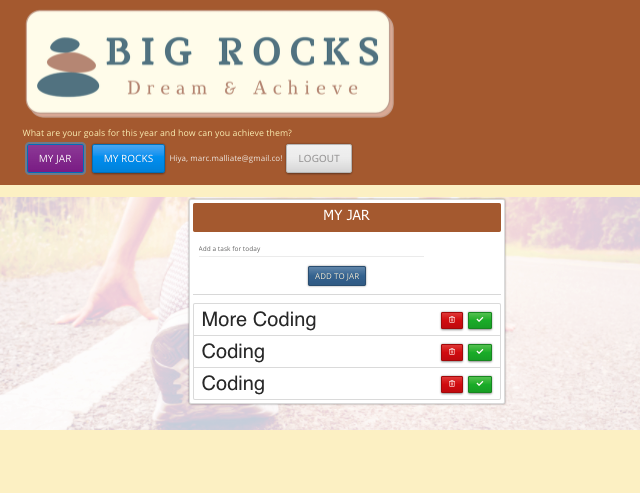 BIG ROCKS
Dream & Achieve
What are your goals for this year and how can you achieve them?
MY JAR
MY ROCKS
Hiya, marc.malliate@gmail.co!
LOGOUT
MY JAR
Add a task for today
ADD TO JAR
More Coding
Coding
Coding